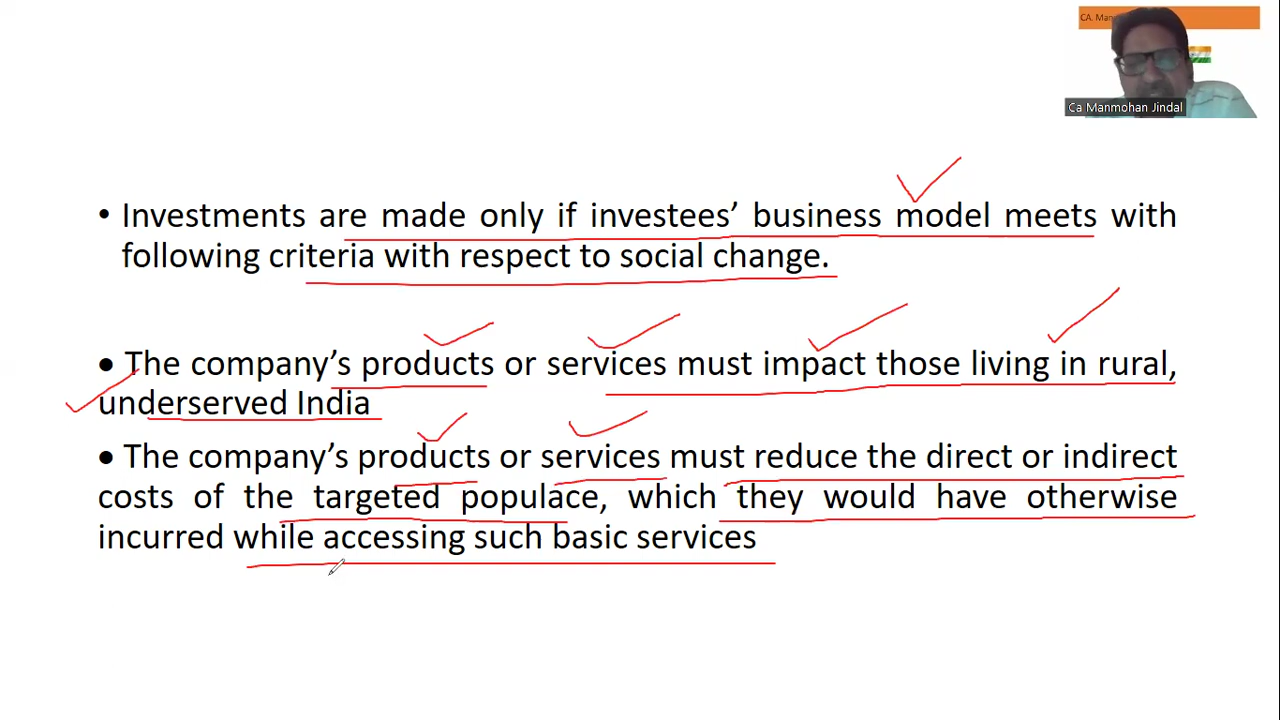 CA. Man
Ca Manmohan Jindal
• Investments are made only if investees’ business model meets with
following criteria with respect to social change.
• The company’s products or services must impact those living in rural,
underserved India
• The company’s products or services must reduce the direct or indirect
costs of the targeted populace, which they would have otherwise
incurred while accessing such basic services